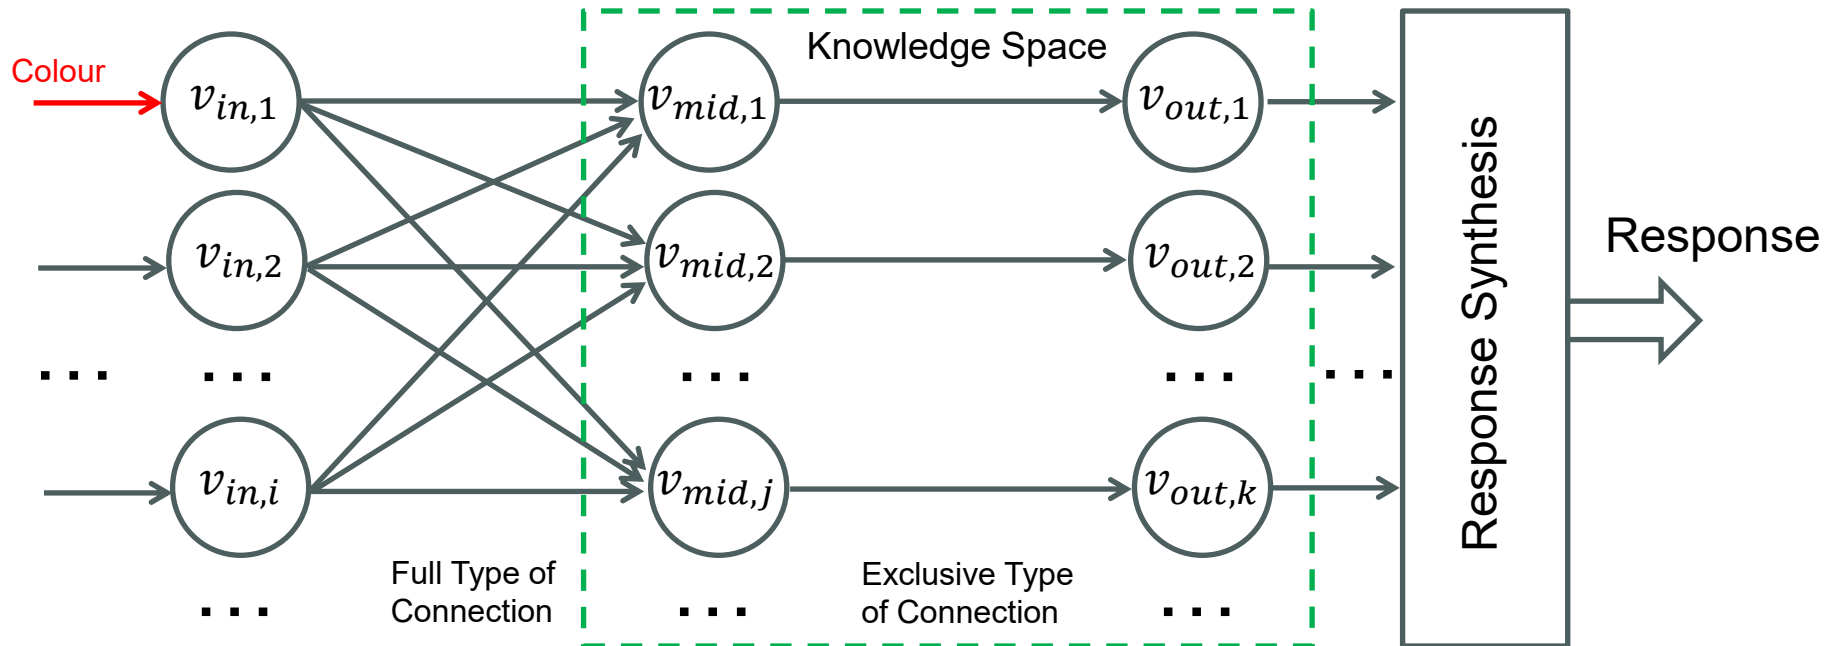 Colour
Knowledge Space
v_{in,1}
v_{mid,1}
v_{out,1}
v_{in,2}
v_{mid,2}
v_{out,2}
Response Synthesis
Response
... ... ... ... ...
v_{in,i}
v_{mid,j}
v_{out,k}
Full Type of
Connection
Exclusive Type
of Connection
... ... ...